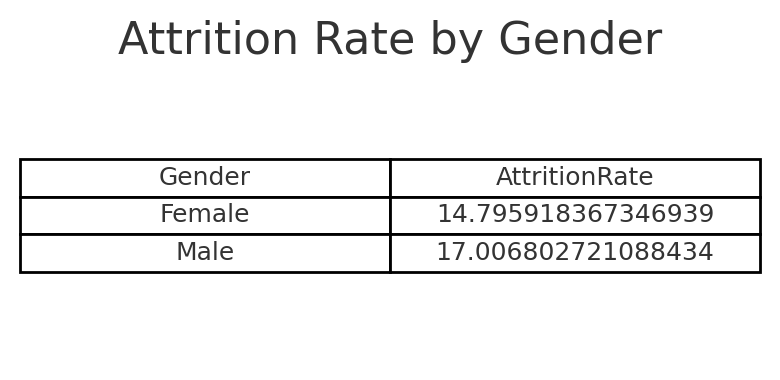 Attrition Rate by Gender
Gender AttritionRate
Female 14.795918367346939
Male 17.006802721088434